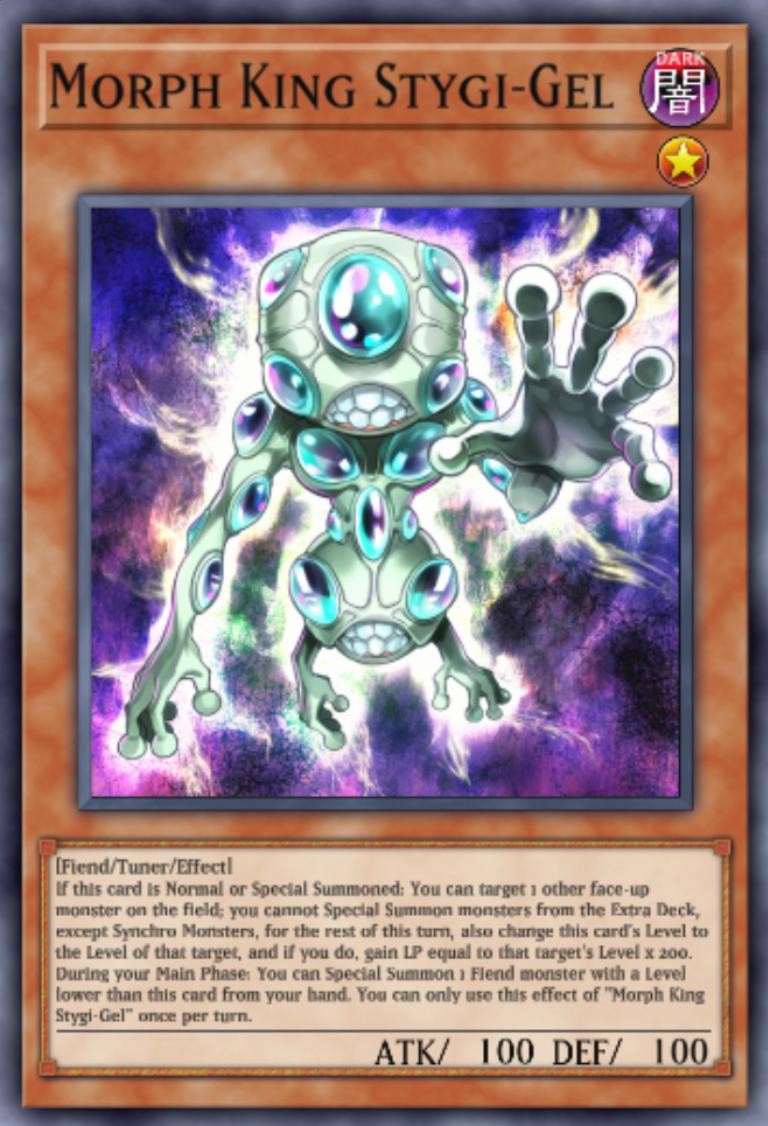 Morph King Stygi-Gel
DARK
闇
[Fiend/Tuner/Effect]
If this card is Normal or Special Summoned: You can target 1 other face-up
monster on the field; you cannot Special Summon monsters from the Extra Deck,
except Synchro Monsters, for the rest of this turn, also change this card's Level to
the Level of that target, and if you do, gain LP equal to that target's Level x 200.
During your Main Phase: You can Special Summon 1 Fiend monster with a Level
lower than this card from your hand. You can only use this effect of "Morph King
Stygi-Gel" once per turn.
ATK/ 100 DEF/ 100